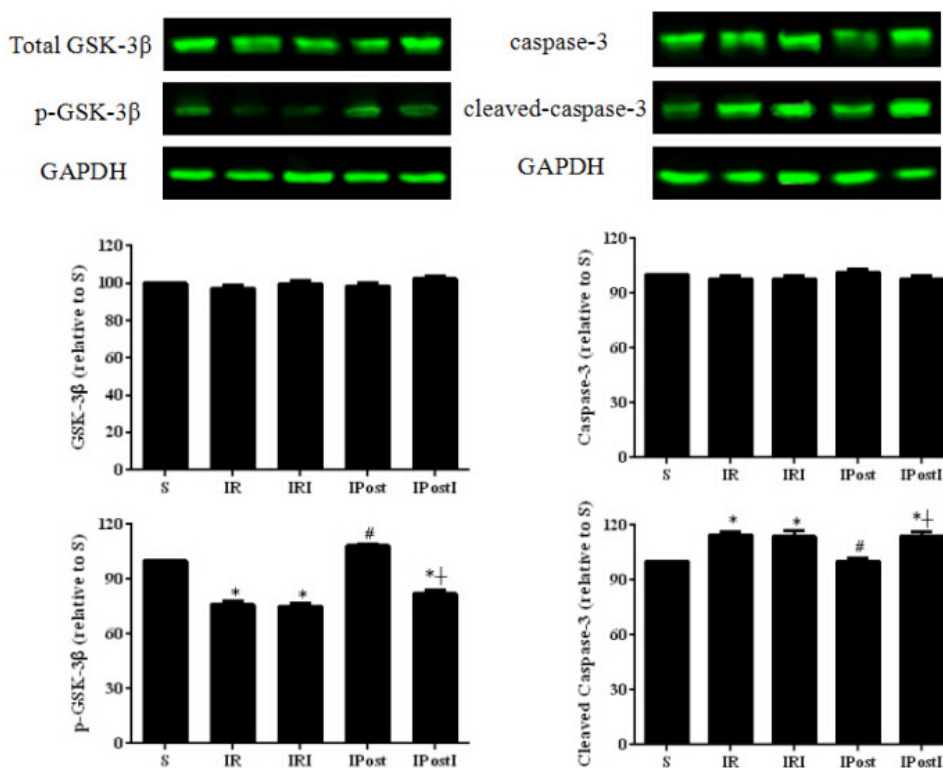 Total GSK-3β
p-GSK-3β
GAPDH
caspase-3
cleaved-caspase-3
GAPDH
GSK-3β (relative to S)
120
100
80
60
40
20
0
S IR IRI IPost IPostI
Caspase-3 (relative to S)
120
90
60
30
0
S IR IRI IPost IPostI
p-GSK-3β (relative to S)
120
90
60
30
0
* * # *┼
S IR IRI IPost IPostI
Cleaved Caspase-3 (relative to S)
120
90
60
30
0
* * # *┼
S IR IRI IPost IPostI